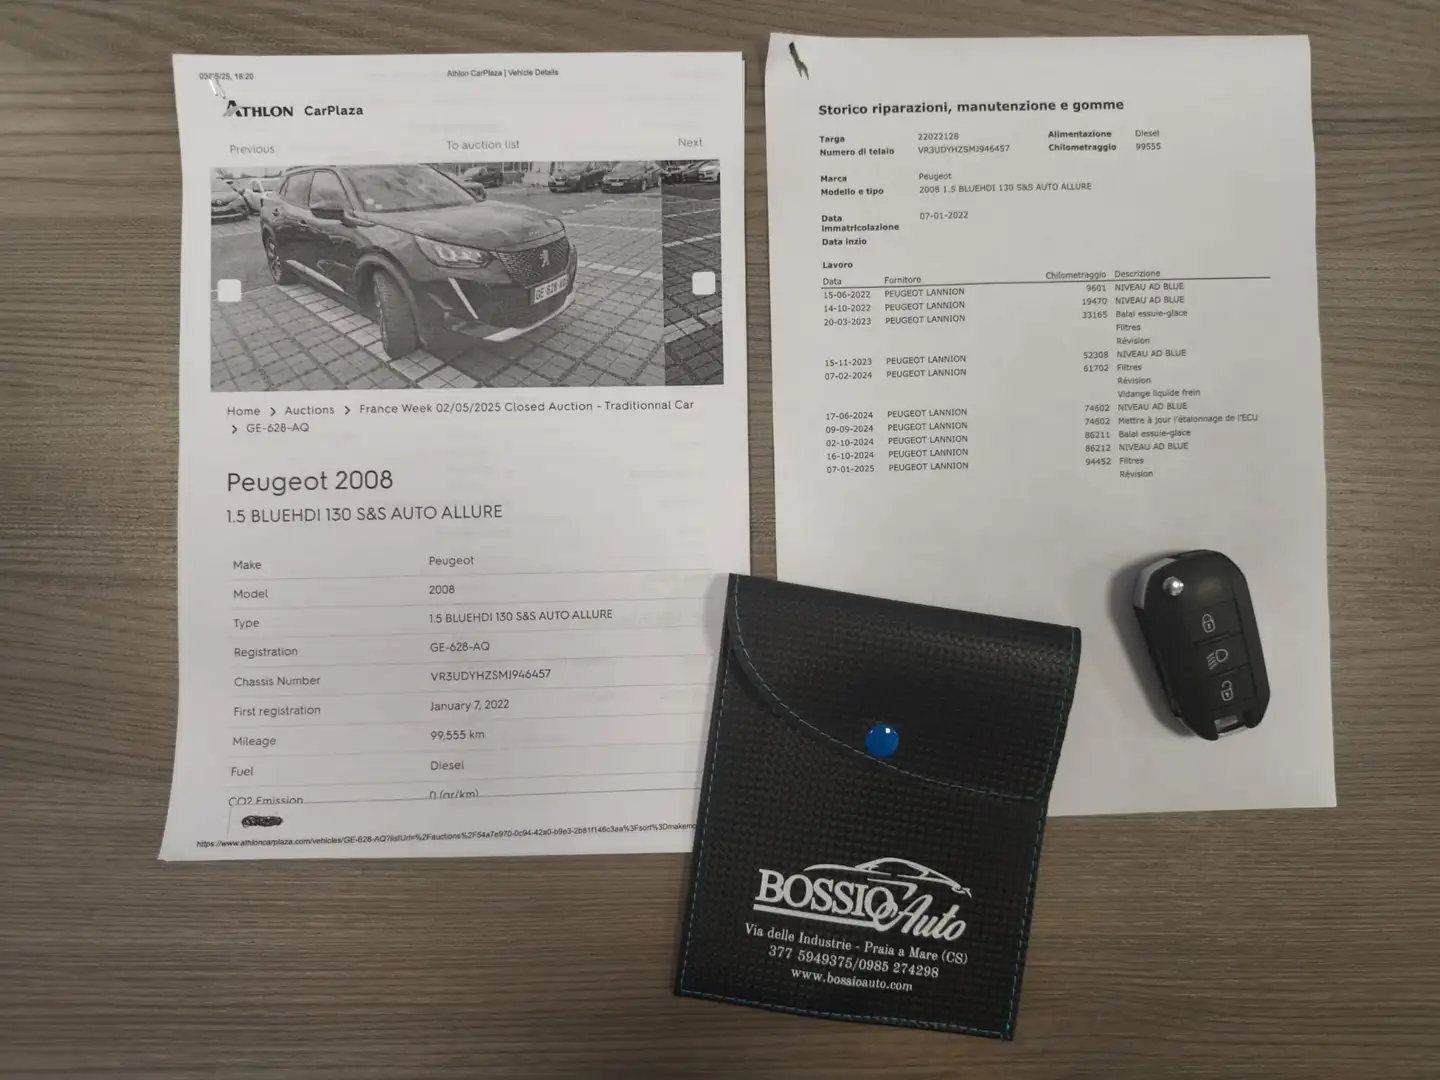 03/05/25, 18:20
Athlon CarPlaza | Vehicle Details
ATHLON CarPlaza
Previous
To auction list
Next
GE 628 AQ
Home > Auctions > France Week 02/05/2025 Closed Auction - Traditionnal Car
> GE-628-AQ
Peugeot 2008
1.5 BLUEHDI 130 S&S AUTO ALLURE
Make Peugeot
Model 2008
Type 1.5 BLUEHDI 130 S&S AUTO ALLURE
Registration GE-628-AQ
Chassis Number VR3UDYHZSMJ946457
First registration January 7, 2022
Mileage 99,555 km
Fuel Diesel
CO2 Emission 0 (gr/km)
Storico riparazioni, manutenzione e gomme
Targa 22022128 Alimentazione Diesel
Numero di telaio VR3UDYHZSMJ946457 Chilometraggio 99555
Marca Peugeot
Modello e tipo 2008 1.5 BLUEHDI 130 S&S AUTO ALLURE
Data 07-01-2022
immatricolazione
Data inzio
Lavoro
Data Fornitore Chilometraggio Descrizione
15-06-2022 PEUGEOT LANNION 9601 NIVEAU AD BLUE
14-10-2022 PEUGEOT LANNION 19470 NIVEAU AD BLUE
20-03-2023 PEUGEOT LANNION 33165 Balai essuie-glace
Filtres
Révision
15-11-2023 PEUGEOT LANNION 52308 NIVEAU AD BLUE
07-02-2024 PEUGEOT LANNION 61702 Filtres
Révision
Vidange liquide frein
17-06-2024 PEUGEOT LANNION 74602 NIVEAU AD BLUE
09-09-2024 PEUGEOT LANNION 74602 Mettre à jour l'étalonnage de l'ECU
02-10-2024 PEUGEOT LANNION 86211 Balai essuie-glace
16-10-2024 PEUGEOT LANNION 86212 NIVEAU AD BLUE
07-01-2025 PEUGEOT LANNION 94452 Filtres
Révision
BOSSIO Auto
Via delle Industrie - Praia a Mare (CS)
377 5949375/0985 274298
www.bossioauto.com